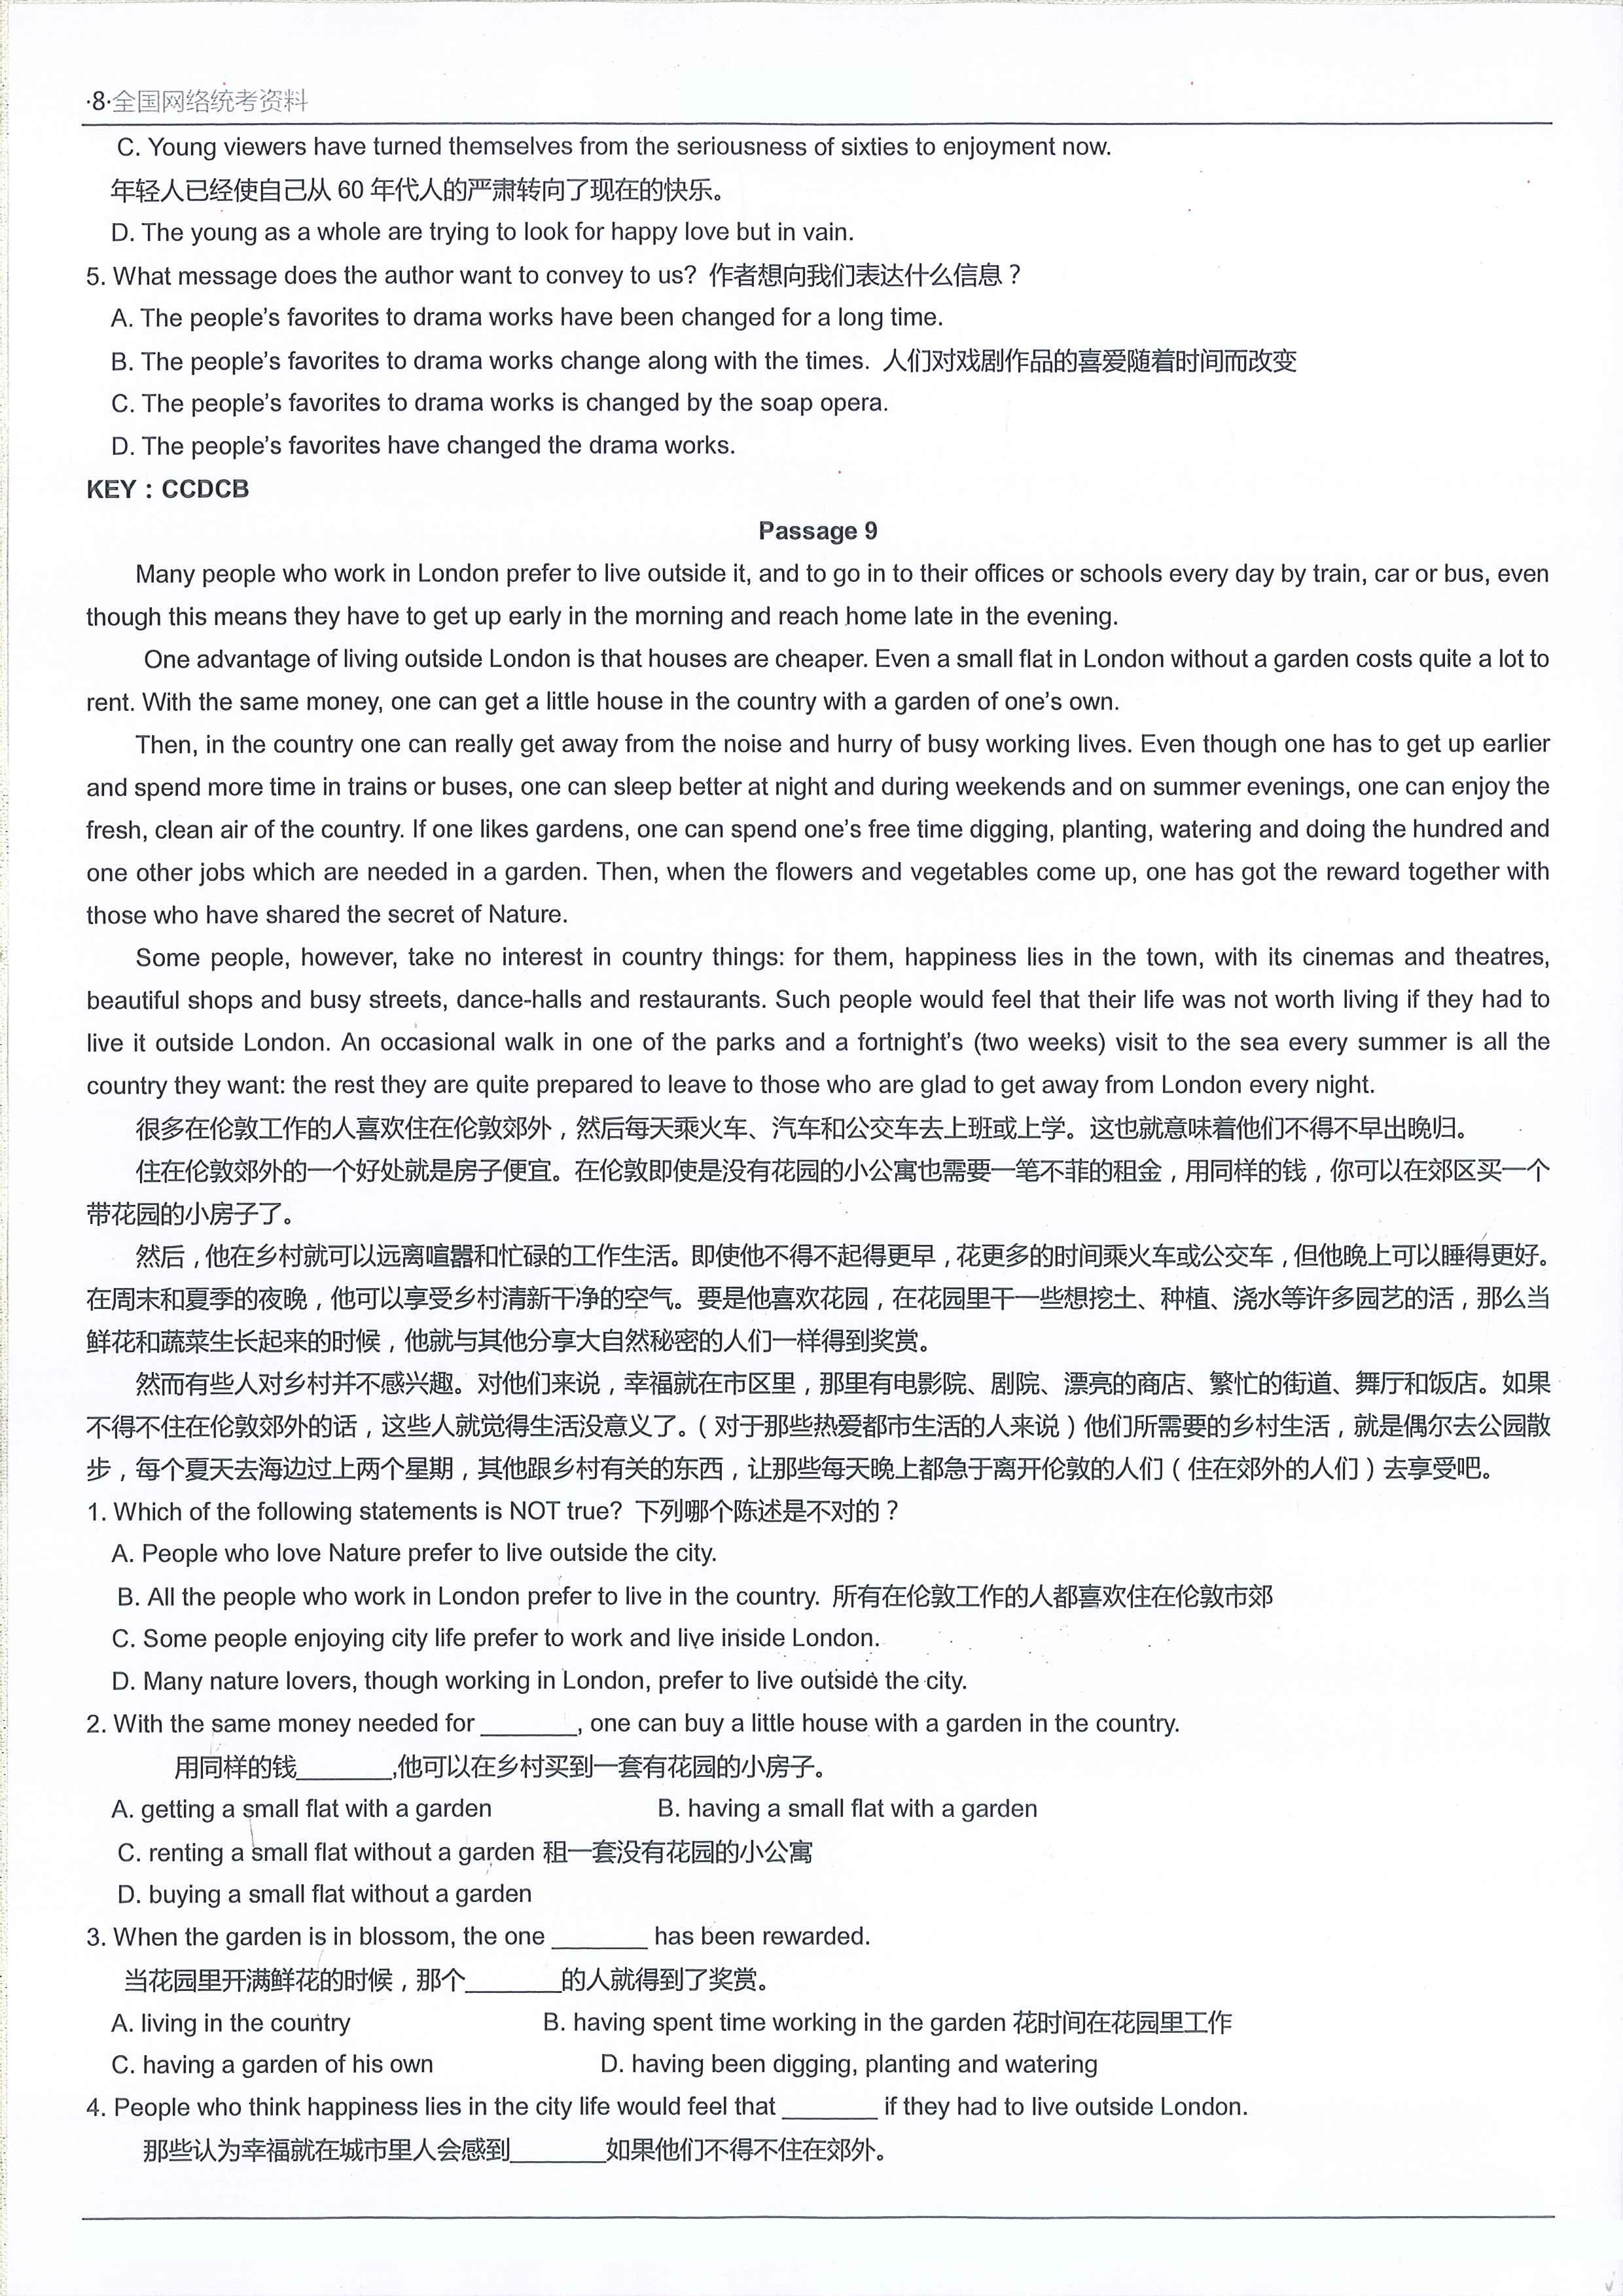 ·8·全国网络统考资料
C. Young viewers have turned themselves from the seriousness of sixties to enjoyment now.
年轻人已经使自己从 60 年代人的严肃转向了现在的快乐。
D. The young as a whole are trying to look for happy love but in vain.
5. What message does the author want to convey to us? 作者想向我们表达什么信息？
A. The people's favorites to drama works have been changed for a long time.
B. The people's favorites to drama works change along with the times. 人们对戏剧作品的喜爱随着时间而改变
C. The people's favorites to drama works is changed by the soap opera.
D. The people's favorites have changed the drama works.
KEY：CCDCB
Passage 9
Many people who work in London prefer to live outside it, and to go in to their offices or schools every day by train, car or bus, even
though this means they have to get up early in the morning and reach home late in the evening.
One advantage of living outside London is that houses are cheaper. Even a small flat in London without a garden costs quite a lot to
rent. With the same money, one can get a little house in the country with a garden of one's own.
Then, in the country one can really get away from the noise and hurry of busy working lives. Even though one has to get up earlier
and spend more time in trains or buses, one can sleep better at night and during weekends and on summer evenings, one can enjoy the
fresh, clean air of the country. If one likes gardens, one can spend one's free time digging, planting, watering and doing the hundred and
one other jobs which are needed in a garden. Then, when the flowers and vegetables come up, one has got the reward together with
those who have shared the secret of Nature.
Some people, however, take no interest in country things: for them, happiness lies in the town, with its cinemas and theatres,
beautiful shops and busy streets, dance-halls and restaurants. Such people would feel that their life was not worth living if they had to
live it outside London. An occasional walk in one of the parks and a fortnight's (two weeks) visit to the sea every summer is all the
country they want: the rest they are quite prepared to leave to those who are glad to get away from London every night.
很多在伦敦工作的人喜欢住在伦敦郊外，然后每天乘火车、汽车和公交车去上班或上学。这也就意味着他们不得不早出晚归。
住在伦敦郊外的一个好处就是房子便宜。在伦敦即使是没有花园的小公寓也需要一笔不菲的租金，用同样的钱，你可以在郊区买一个
带花园的小房子了。
然后，他在乡村就可以远离喧嚣和忙碌的工作生活。即使他不得不起得更早，花更多的时间乘火车或公交车，但他晚上可以睡得更好。
在周末和夏季的夜晚，他可以享受乡村清新干净的空气。要是他喜欢花园，在花园里干一些想挖土、种植、浇水等许多园艺的活，那么当
鲜花和蔬菜生长起来的时候，他就与其他分享大自然秘密的人们一样得到奖赏。
然而有些人对乡村并不感兴趣。对他们来说，幸福就在市区里，那里有电影院、剧院、漂亮的商店、繁忙的街道、舞厅和饭店。如果
不得不住在伦敦郊外的话，这些人就觉得生活没意义了。（对于那些热爱都市生活的人来说）他们所需要的乡村生活，就是偶尔去公园散
步，每个夏天去海边过上两个星期，其他跟乡村有关的东西，让那些每天晚上都急于离开伦敦的人们（住在郊外的人们）去享受吧。
1. Which of the following statements is NOT true? 下列哪个陈述是不对的？
A. People who love Nature prefer to live outside the city.
B. All the people who work in London prefer to live in the country. 所有在伦敦工作的人都喜欢住在伦敦市郊
C. Some people enjoying city life prefer to work and live inside London.
D. Many nature lovers, though working in London, prefer to live outside the city.
2. With the same money needed for _______, one can buy a little house with a garden in the country.
用同样的钱_______,他可以在乡村买到一套有花园的小房子。
A. getting a small flat with a garden B. having a small flat with a garden
C. renting a small flat without a garden 租一套没有花园的小公寓
D. buying a small flat without a garden
3. When the garden is in blossom, the one _______ has been rewarded.
当花园里开满鲜花的时候，那个_______的人就得到了奖赏。
A. living in the country B. having spent time working in the garden 花时间在花园里工作
C. having a garden of his own D. having been digging, planting and watering
4. People who think happiness lies in the city life would feel that _______ if they had to live outside London.
那些认为幸福就在城市里人会感到_______如果他们不得不住在郊外。